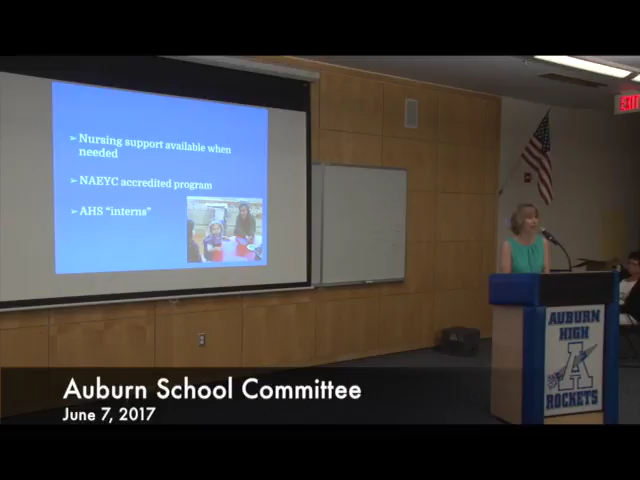 ➢ Nursing support available when
needed
➢ NAEYC accredited program
➢ AHS "interns"
EXIT
AUBURN
HIGH
A
ROCKETS
Auburn School Committee
June 7, 2017